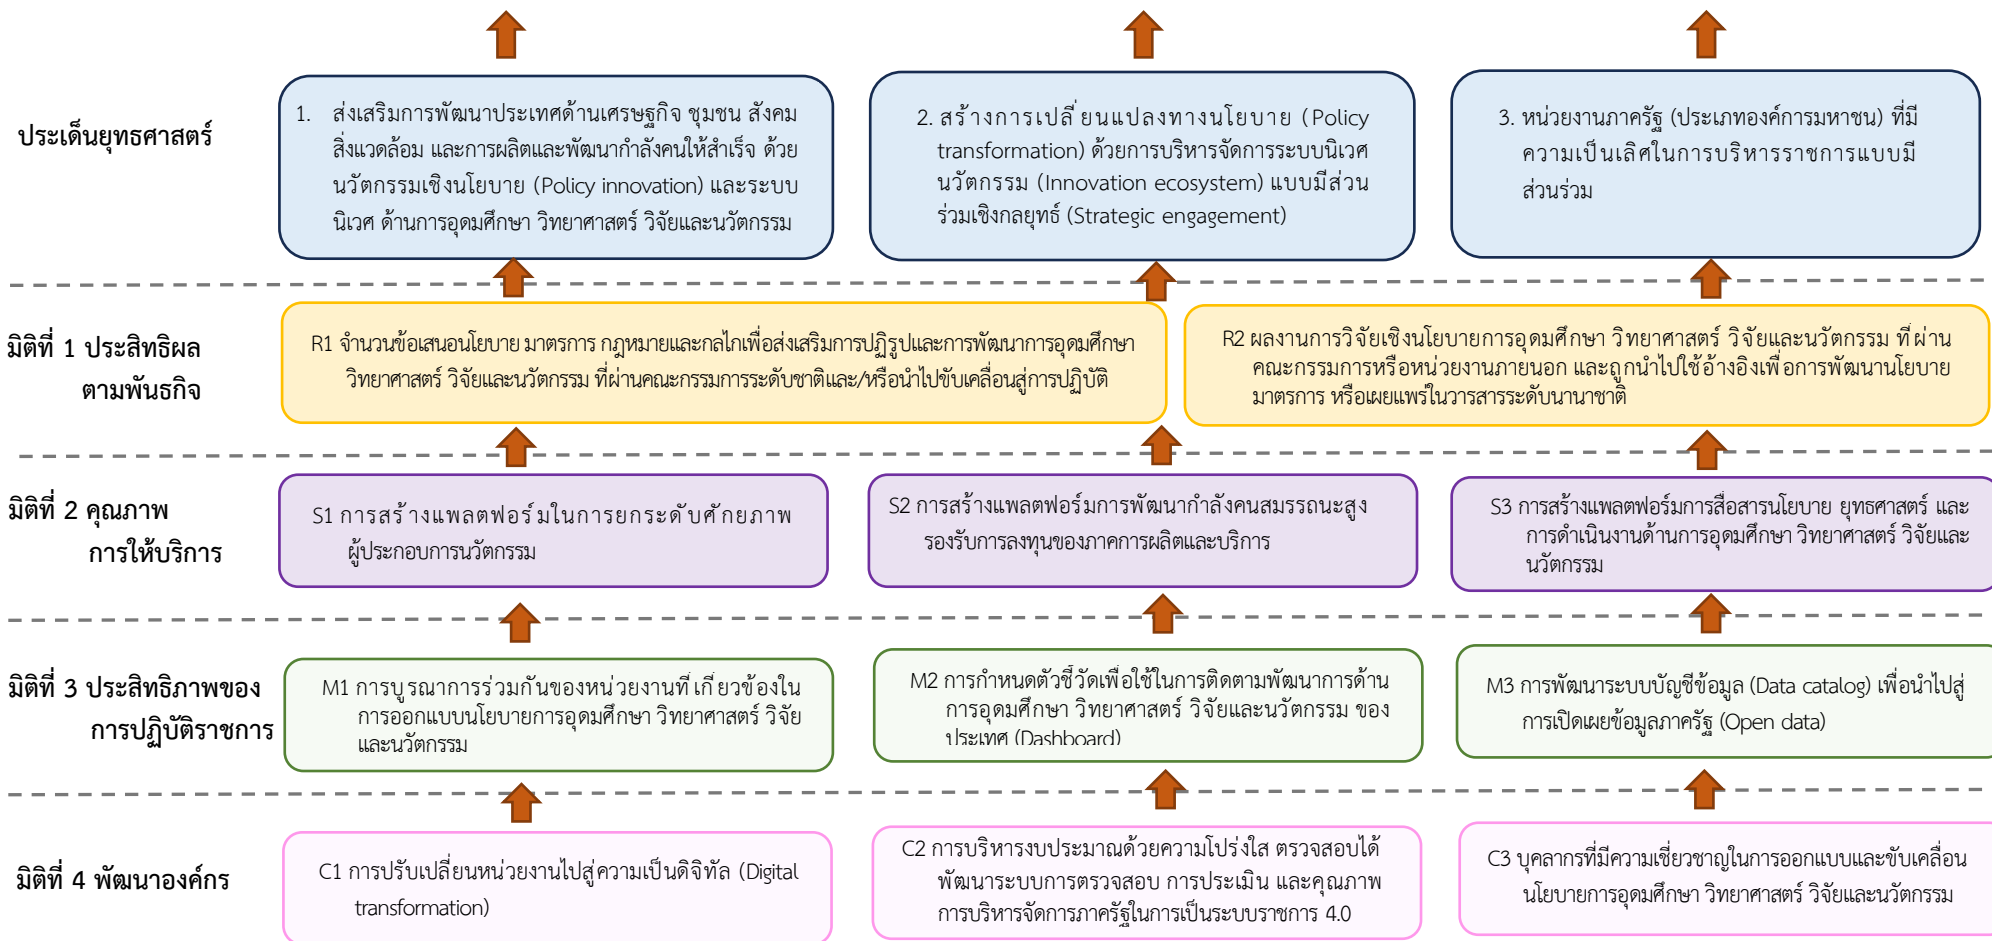 ประเด็นยุทธศาสตร์
1. ส่งเสริมการพัฒนาประเทศด้านเศรษฐกิจ ชุมชน สังคม
สิ่งแวดล้อม และการผลิตและพัฒนากำลังคนให้สำเร็จ ด้วย
นวัตกรรมเชิงนโยบาย (Policy innovation) และระบบ
นิเวศ ด้านการอุดมศึกษา วิทยาศาสตร์ วิจัยและนวัตกรรม
2. สร้างการเปลี่ยนแปลงทางนโยบาย (Policy
transformation) ด้วยการบริหารจัดการระบบนิเวศ
นวัตกรรม (Innovation ecosystem) แบบมีส่วน
ร่วมเชิงกลยุทธ์ (Strategic engagement)
3. หน่วยงานภาครัฐ (ประเภทองค์การมหาชน) ที่มี
ความเป็นเลิศในการบริหารราชการแบบมี
ส่วนร่วม
มิติที่ 1 ประสิทธิผล
ตามพันธกิจ
R1 จำนวนข้อเสนอนโยบาย มาตรการ กฎหมายและกลไกเพื่อส่งเสริมการปฏิรูปและการพัฒนาการอุดมศึกษา
วิทยาศาสตร์ วิจัยและนวัตกรรม ที่ผ่านคณะกรรมการระดับชาติและ/หรือนำไปขับเคลื่อนสู่การปฏิบัติ
R2 ผลงานการวิจัยเชิงนโยบายการอุดมศึกษา วิทยาศาสตร์ วิจัยและนวัตกรรม ที่ผ่าน
คณะกรรมการหรือหน่วยงานภายนอก และถูกนำไปใช้อ้างอิงเพื่อการพัฒนานโยบาย
มาตรการ หรือเผยแพร่ในวารสารระดับนานาชาติ
มิติที่ 2 คุณภาพ
การให้บริการ
S1 การสร้างแพลตฟอร์มในการยกระดับศักยภาพ
ผู้ประกอบการนวัตกรรม
S2 การสร้างแพลตฟอร์มการพัฒนากำลังคนสมรรถนะสูง
รองรับการลงทุนของภาคการผลิตและบริการ
S3 การสร้างแพลตฟอร์มการสื่อสารนโยบาย ยุทธศาสตร์ และ
การดำเนินงานด้านการอุดมศึกษา วิทยาศาสตร์ วิจัยและ
นวัตกรรม
มิติที่ 3 ประสิทธิภาพของ
การปฏิบัติราชการ
M1 การบูรณาการร่วมกันของหน่วยงานที่เกี่ยวข้องใน
การออกแบบนโยบายการอุดมศึกษา วิทยาศาสตร์ วิจัย
และนวัตกรรม
M2 การกำหนดตัวชี้วัดเพื่อใช้ในการติดตามพัฒนาการด้าน
การอุดมศึกษา วิทยาศาสตร์ วิจัยและนวัตกรรม ของ
ประเทศ (Dashboard)
M3 การพัฒนาระบบบัญชีข้อมูล (Data catalog) เพื่อนำไปสู่
การเปิดเผยข้อมูลภาครัฐ (Open data)
มิติที่ 4 พัฒนาองค์กร
C1 การปรับเปลี่ยนหน่วยงานไปสู่ความเป็นดิจิทัล (Digital
transformation)
C2 การบริหารงบประมาณด้วยความโปร่งใส ตรวจสอบได้
พัฒนาระบบการตรวจสอบ การประเมิน และคุณภาพ
การบริหารจัดการภาครัฐในการเป็นระบบราชการ 4.0
C3 บุคลากรที่มีความเชี่ยวชาญในการออกแบบและขับเคลื่อน
นโยบายการอุดมศึกษา วิทยาศาสตร์ วิจัยและนวัตกรรม